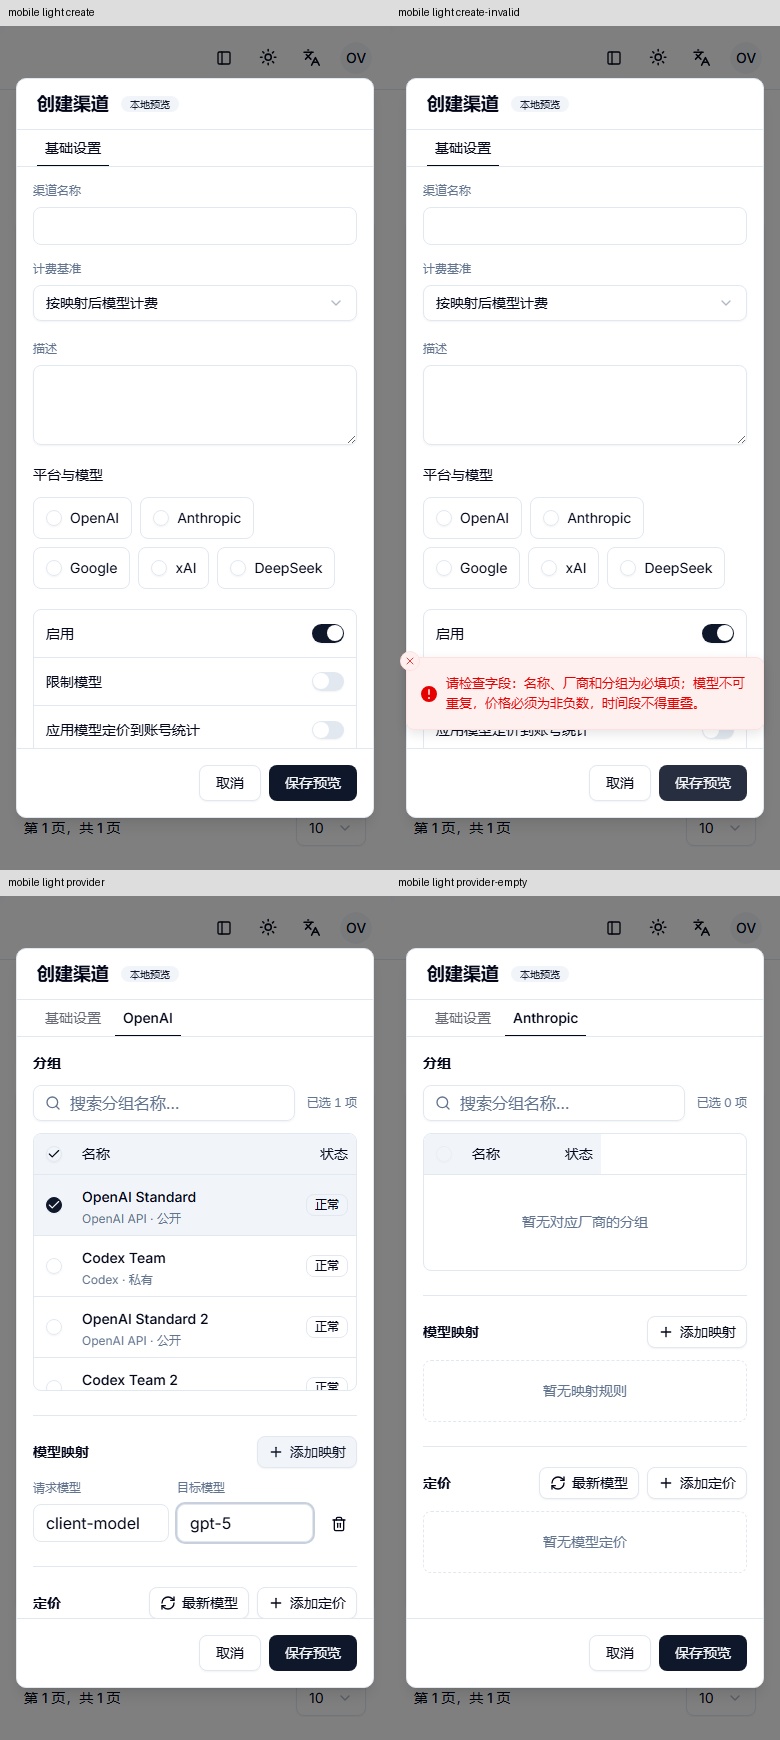 mobile light create
OV
创建渠道 本地预览
基础设置
渠道名称
计费基准
按映射后模型计费
描述
平台与模型
OpenAI Anthropic
Google xAI DeepSeek
启用
限制模型
应用模型定价到账号统计
取消 保存预览
第 1 页，共 1 页 10
mobile light create-invalid
OV
创建渠道 本地预览
基础设置
渠道名称
计费基准
按映射后模型计费
描述
平台与模型
OpenAI Anthropic
Google xAI DeepSeek
启用
请检查字段：名称、厂商和分组为必填项；模型不可
重复，价格必须为非负数，时间段不得重叠。
应用模型定价到账号统计
取消 保存预览
第 1 页，共 1 页 10
mobile light provider
OV
创建渠道 本地预览
基础设置 OpenAI
分组
搜索分组名称... 已选 1 项
名称 状态
OpenAI Standard 正常
OpenAI API · 公开
Codex Team 正常
Codex · 私有
OpenAI Standard 2 正常
OpenAI API · 公开
Codex Team 2 正常
模型映射 添加映射
请求模型 目标模型
client-model gpt-5
定价 最新模型 添加定价
取消 保存预览
第 1 页，共 1 页 10
mobile light provider-empty
OV
创建渠道 本地预览
基础设置 Anthropic
分组
搜索分组名称... 已选 0 项
名称 状态
暂无对应厂商的分组
模型映射 添加映射
暂无映射规则
定价 最新模型 添加定价
暂无模型定价
取消 保存预览
第 1 页，共 1 页 10